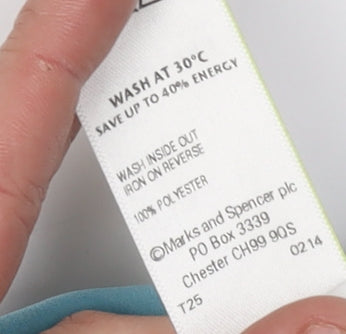 WASH AT 30°C
SAVE UP TO 40% ENERGY
WASH INSIDE OUT
IRON ON REVERSE
100% POLYESTER
©Marks and Spencer plc
PO Box 3339
Chester CH99 9QS
T25 0214